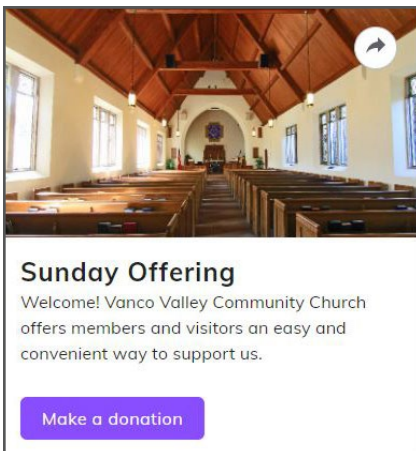 Sunday Offering
Welcome! Vanco Valley Community Church
offers members and visitors an easy and
convenient way to support us.
Make a donation